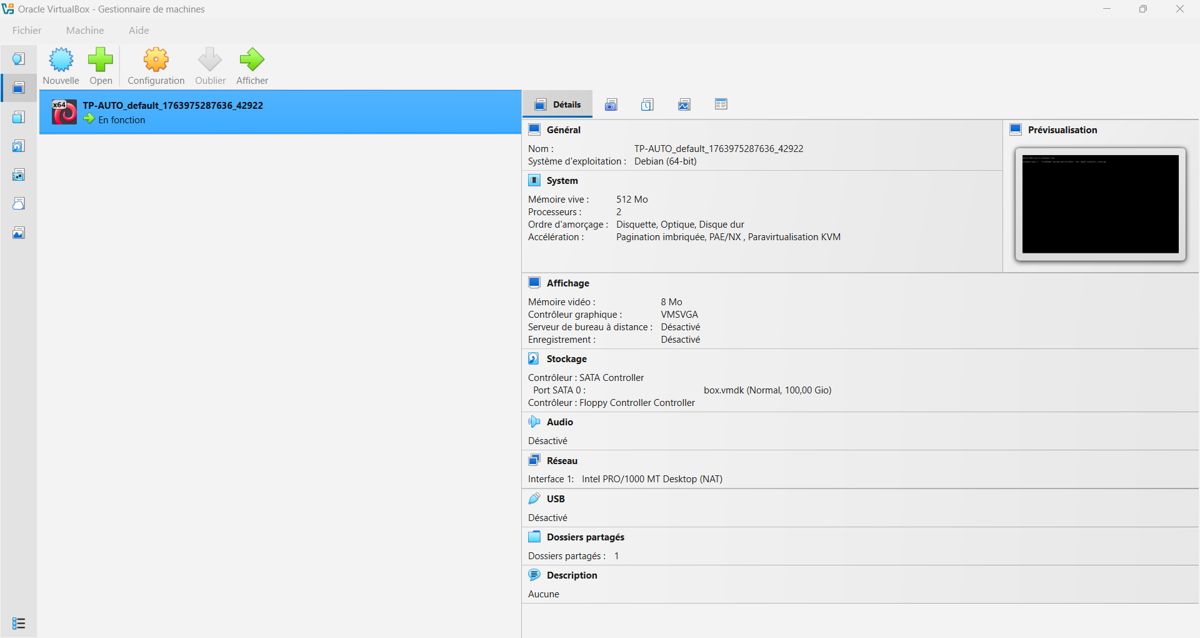 Oracle VirtualBox - Gestionnaire de machines
Fichier Machine Aide
Nouvelle Open Configuration Oublier Afficher
x64
TP-AUTO_default_1763975287636_42922
En fonction
Détails
Général
Nom : TP-AUTO_default_1763975287636_42922
Système d'exploitation : Debian (64-bit)
Prévisualisation
System
Mémoire vive : 512 Mo
Processeurs : 2
Ordre d'amorçage : Disquette, Optique, Disque dur
Accélération : Pagination imbriquée, PAE/NX , Paravirtualisation KVM
Affichage
Mémoire vidéo : 8 Mo
Contrôleur graphique : VMSVGA
Serveur de bureau à distance : Désactivé
Enregistrement : Désactivé
Stockage
Contrôleur : SATA Controller
Port SATA 0 : box.vmdk (Normal, 100,00 Gio)
Contrôleur : Floppy Controller Controller
Audio
Désactivé
Réseau
Interface 1: Intel PRO/1000 MT Desktop (NAT)
USB
Désactivé
Dossiers partagés
Dossiers partagés : 1
Description
Aucune